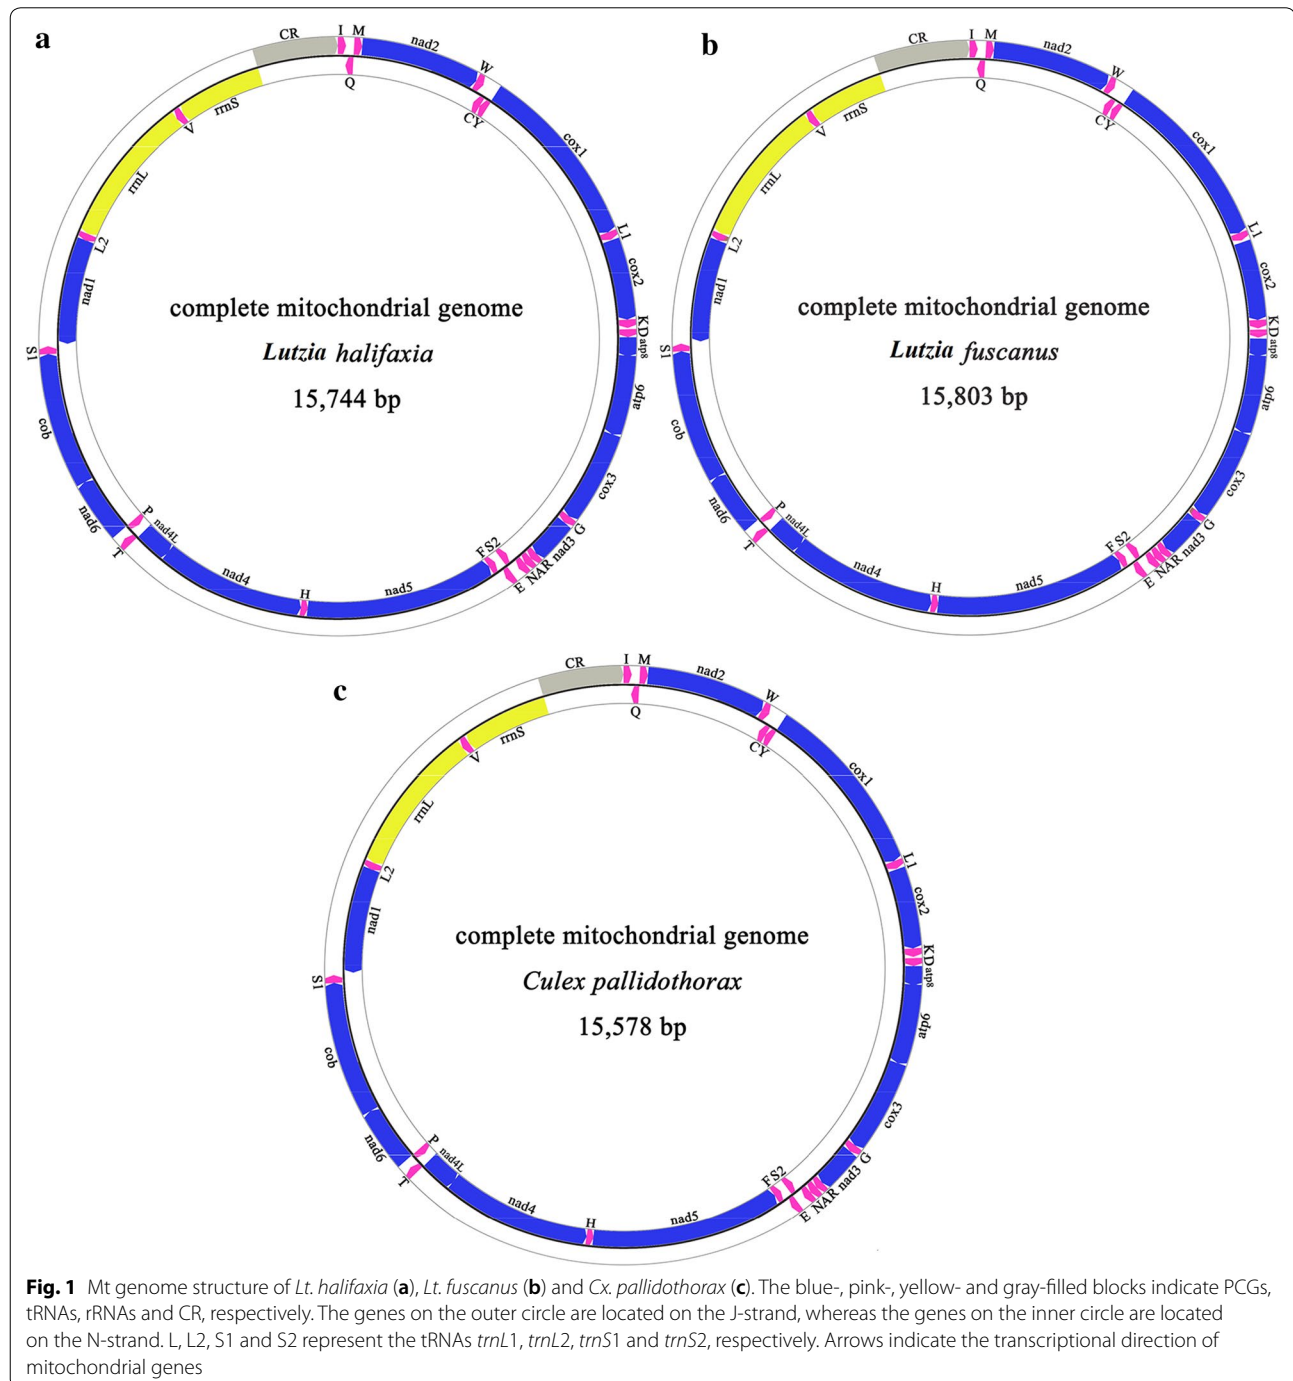 a
CR
I
M
nad2
W
Q
CY
cox1
L1
cox2
K
D
atp8
atp6
cox3
G
nad3
NAR
E
FS2
nad5
H
nad4
nad4L
P
T
nad6
cob
S1
nad1
L2
rrnL
V
rrnS
complete mitochondrial genome
Lutzia halifaxia
15,744 bp
b
CR
I
M
nad2
W
Q
CY
cox1
L1
cox2
K
D
atp8
atp6
cox3
G
nad3
NAR
E
FS2
nad5
H
nad4
nad4L
P
T
nad6
cob
S1
nad1
L2
rrnL
V
rrnS
complete mitochondrial genome
Lutzia fuscanus
15,803 bp
c
CR
I
M
nad2
W
Q
CY
cox1
L1
cox2
K
D
atp8
atp6
cox3
G
nad3
NAR
E
FS2
nad5
H
nad4
nad4L
P
T
nad6
cob
S1
nad1
L2
rrnL
V
rrnS
complete mitochondrial genome
Culex pallidothorax
15,578 bp
Fig. 1 Mt genome structure of Lt. halifaxia (a), Lt. fuscanus (b) and Cx. pallidothorax (c). The blue-, pink-, yellow- and gray-filled blocks indicate PCGs,
tRNAs, rRNAs and CR, respectively. The genes on the outer circle are located on the J-strand, whereas the genes on the inner circle are located
on the N-strand. L, L2, S1 and S2 represent the tRNAs trnL1, trnL2, trnS1 and trnS2, respectively. Arrows indicate the transcriptional direction of
mitochondrial genes